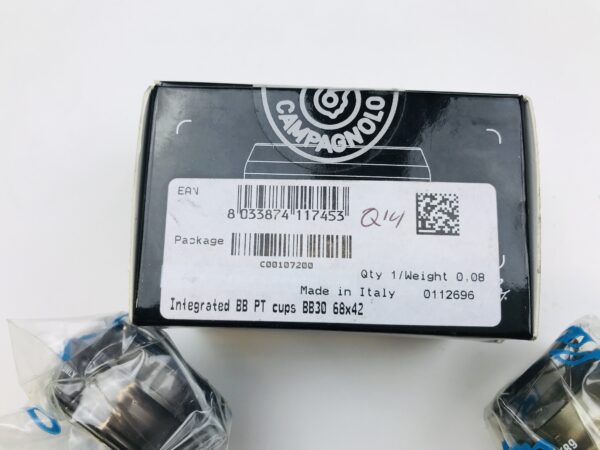 CAMPAGNOLO
EAN
8 033874 117453
Q14
Package
C00107200
Qty 1/Weight 0.08
Made in Italy 0112696
Integrated BB PT cups BB30 68x42